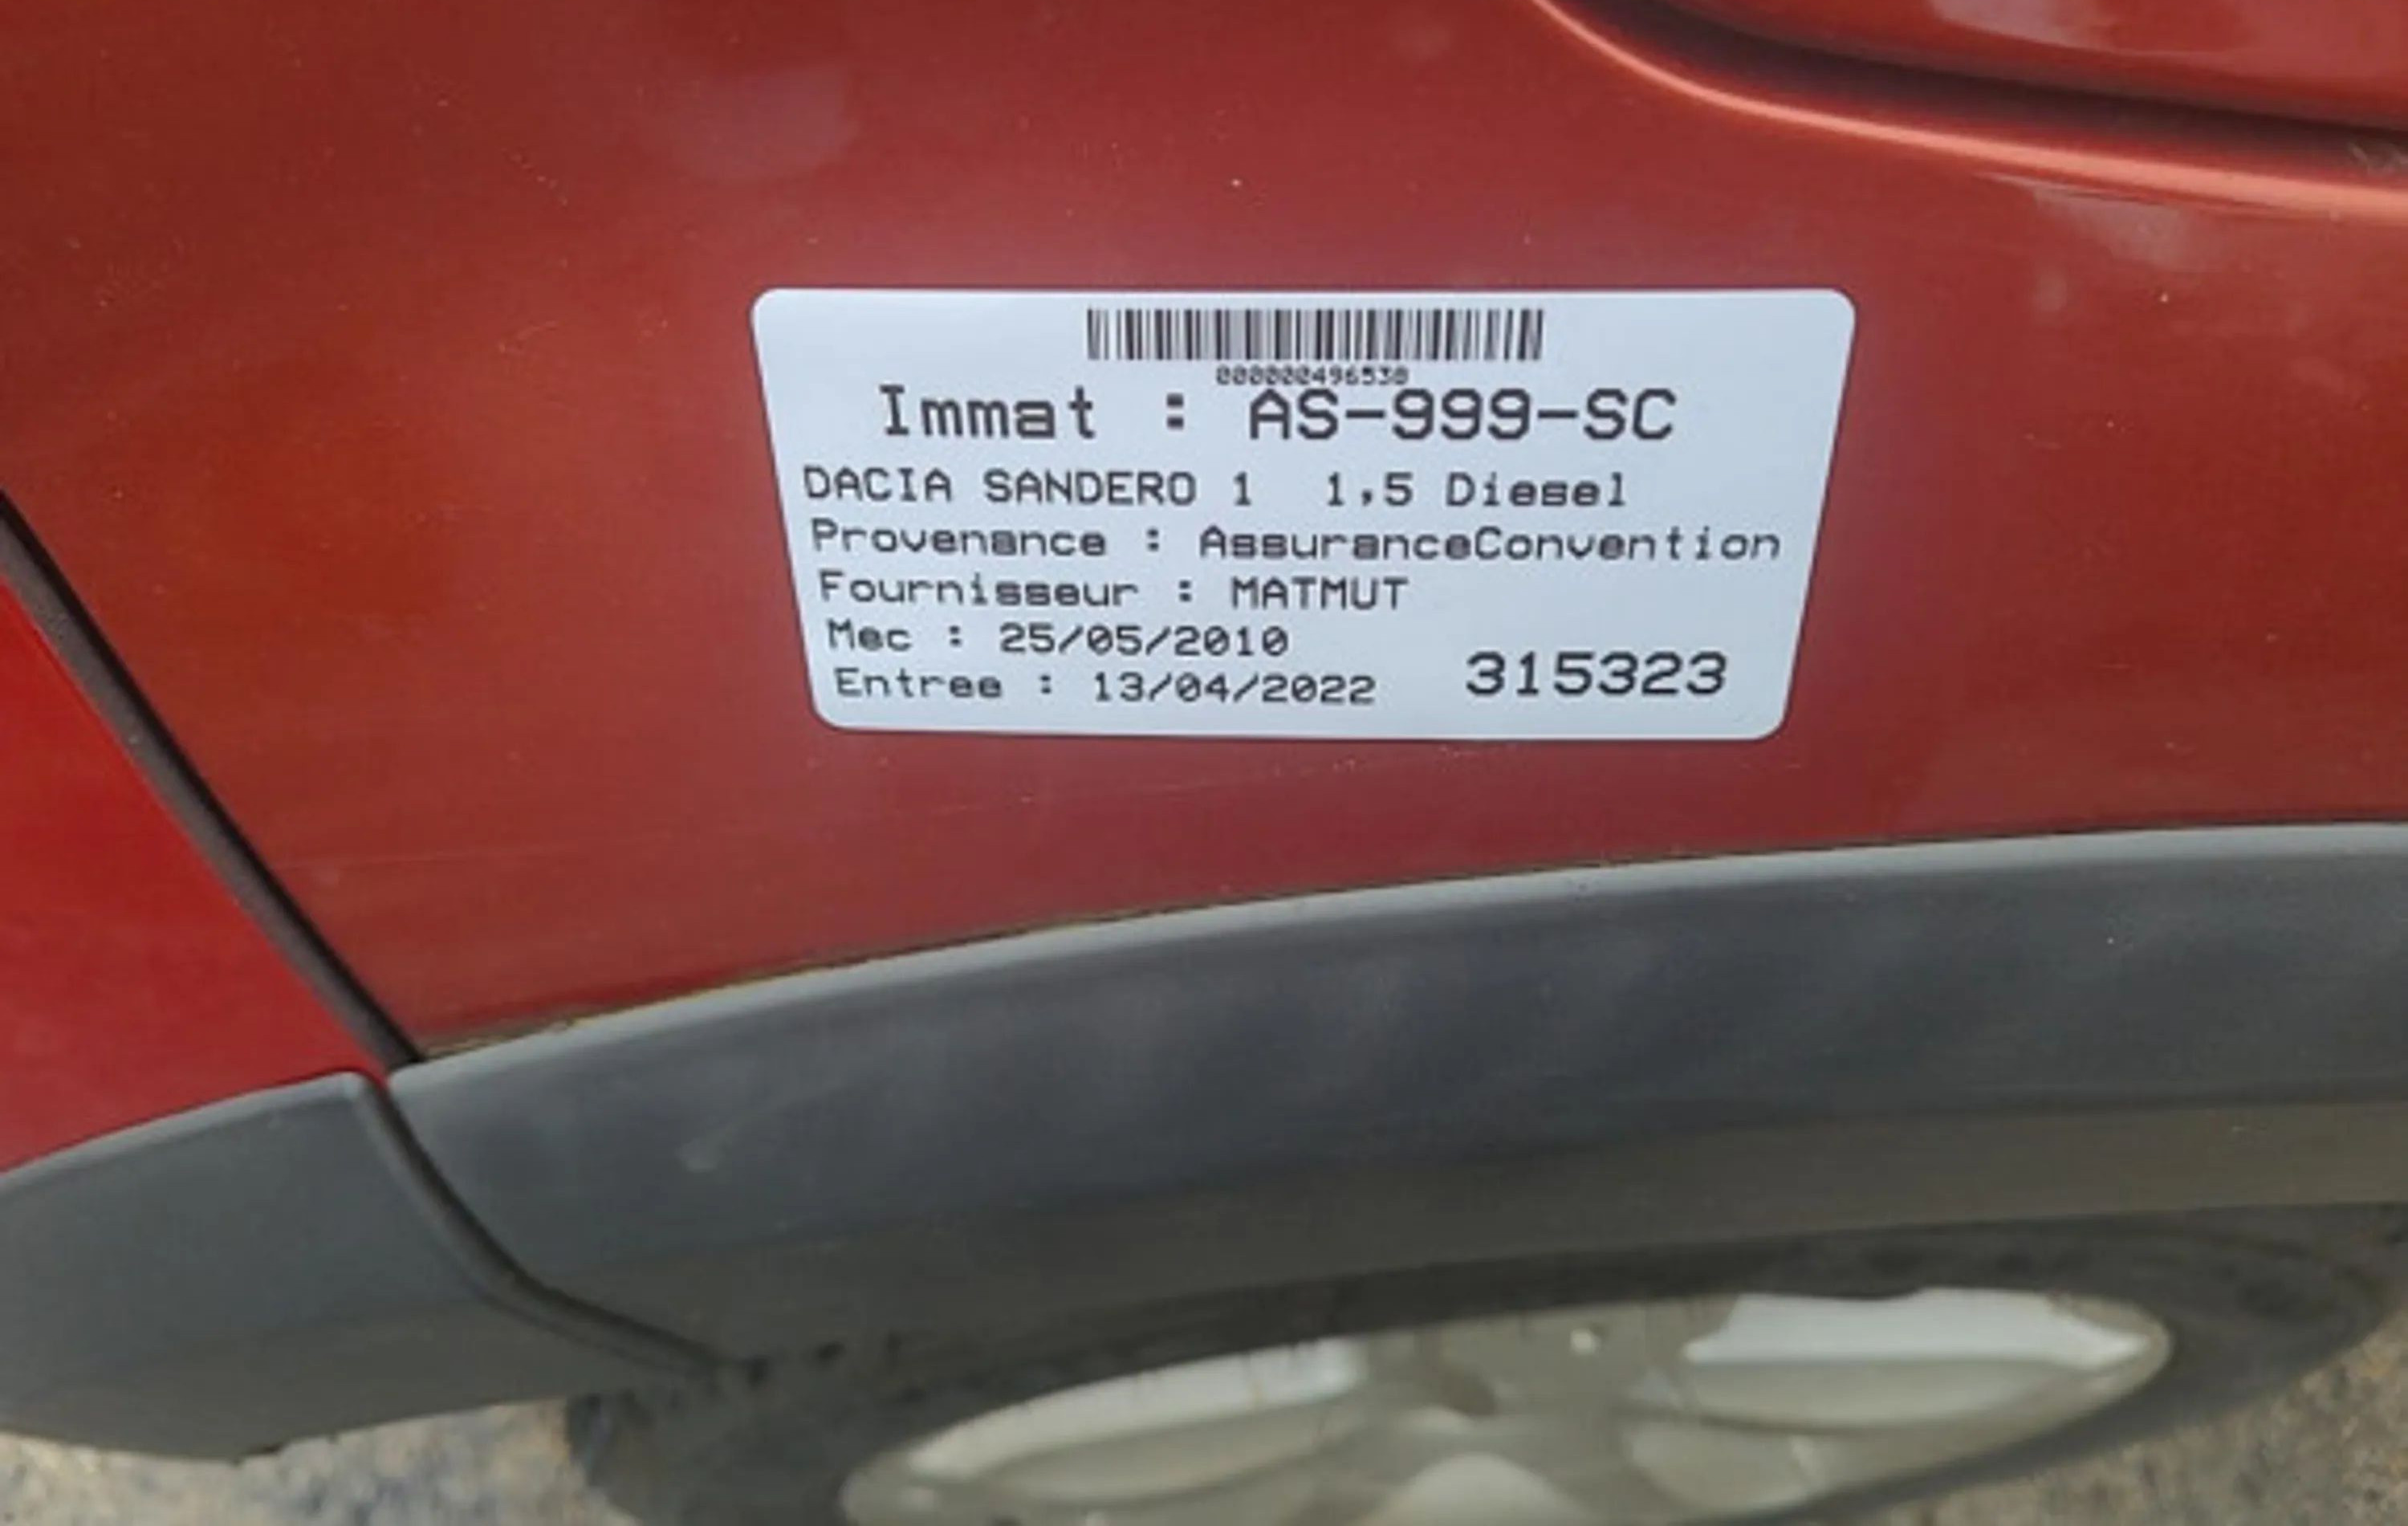 000000496538
Immat : AS-999-SC
DACIA SANDERO 1 1,5 Diesel
Provenance : AssuranceConvention
Fournisseur : MATMUT
Mec : 25/05/2010
Entree : 13/04/2022 315323